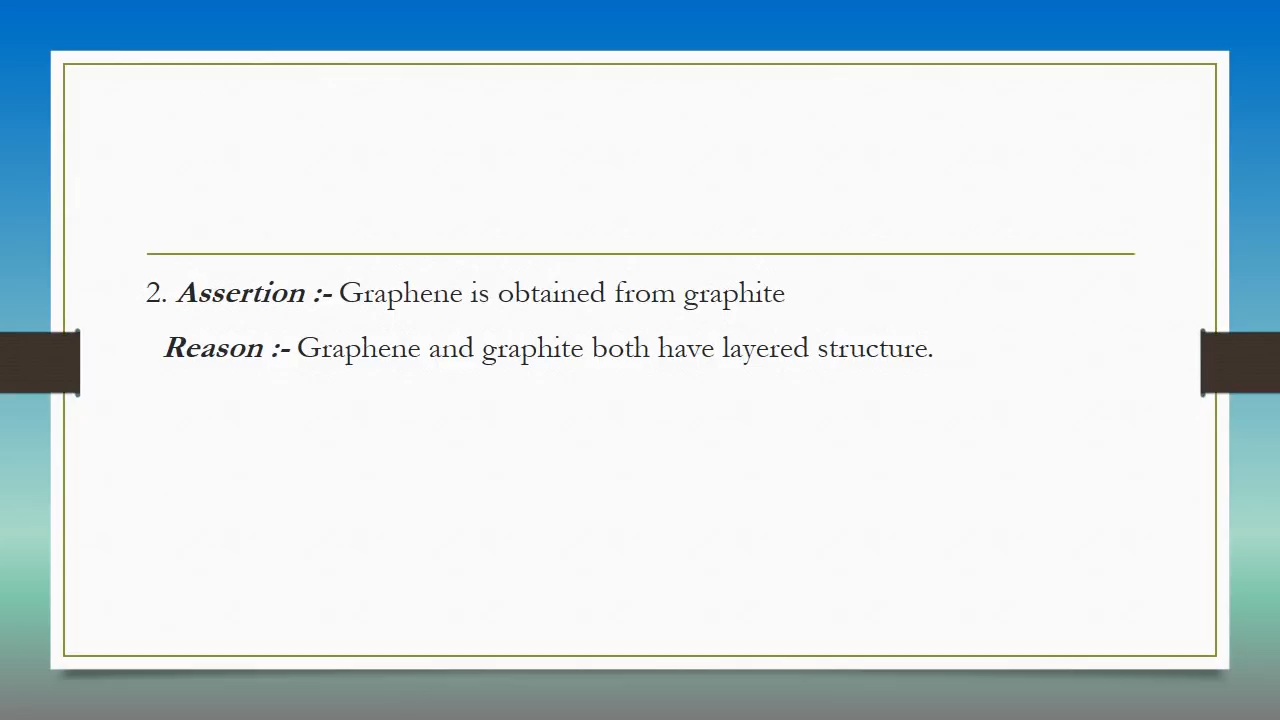 2. Assertion :- Graphene is obtained from graphite
Reason :- Graphene and graphite both have layered structure.